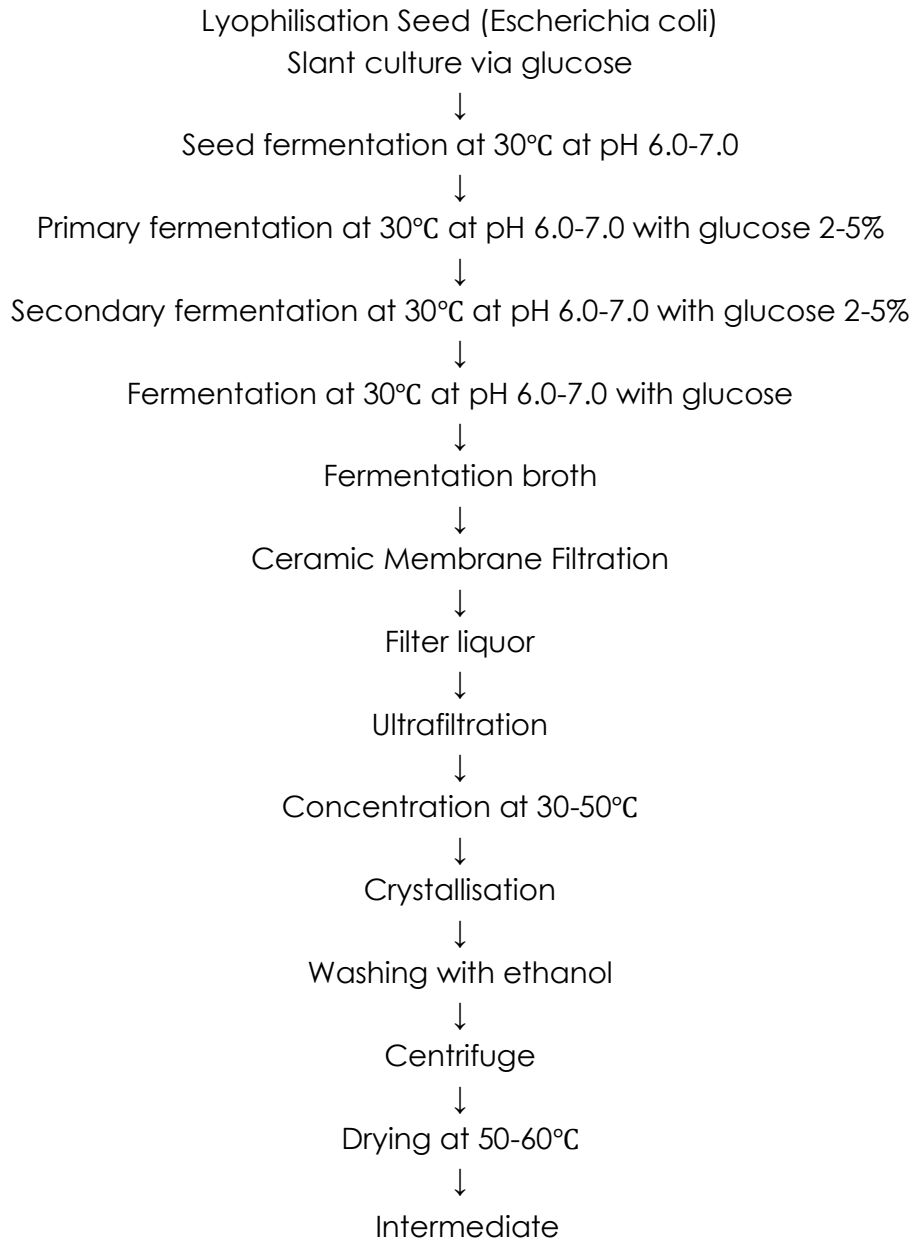 Lyophilisation Seed (Escherichia coli)
Slant culture via glucose
↓
Seed fermentation at 30℃ at pH 6.0-7.0
↓
Primary fermentation at 30℃ at pH 6.0-7.0 with glucose 2-5%
↓
Secondary fermentation at 30℃ at pH 6.0-7.0 with glucose 2-5%
↓
Fermentation at 30℃ at pH 6.0-7.0 with glucose
↓
Fermentation broth
↓
Ceramic Membrane Filtration
↓
Filter liquor
↓
Ultrafiltration
↓
Concentration at 30-50℃
↓
Crystallisation
↓
Washing with ethanol
↓
Centrifuge
↓
Drying at 50-60℃
↓
Intermediate